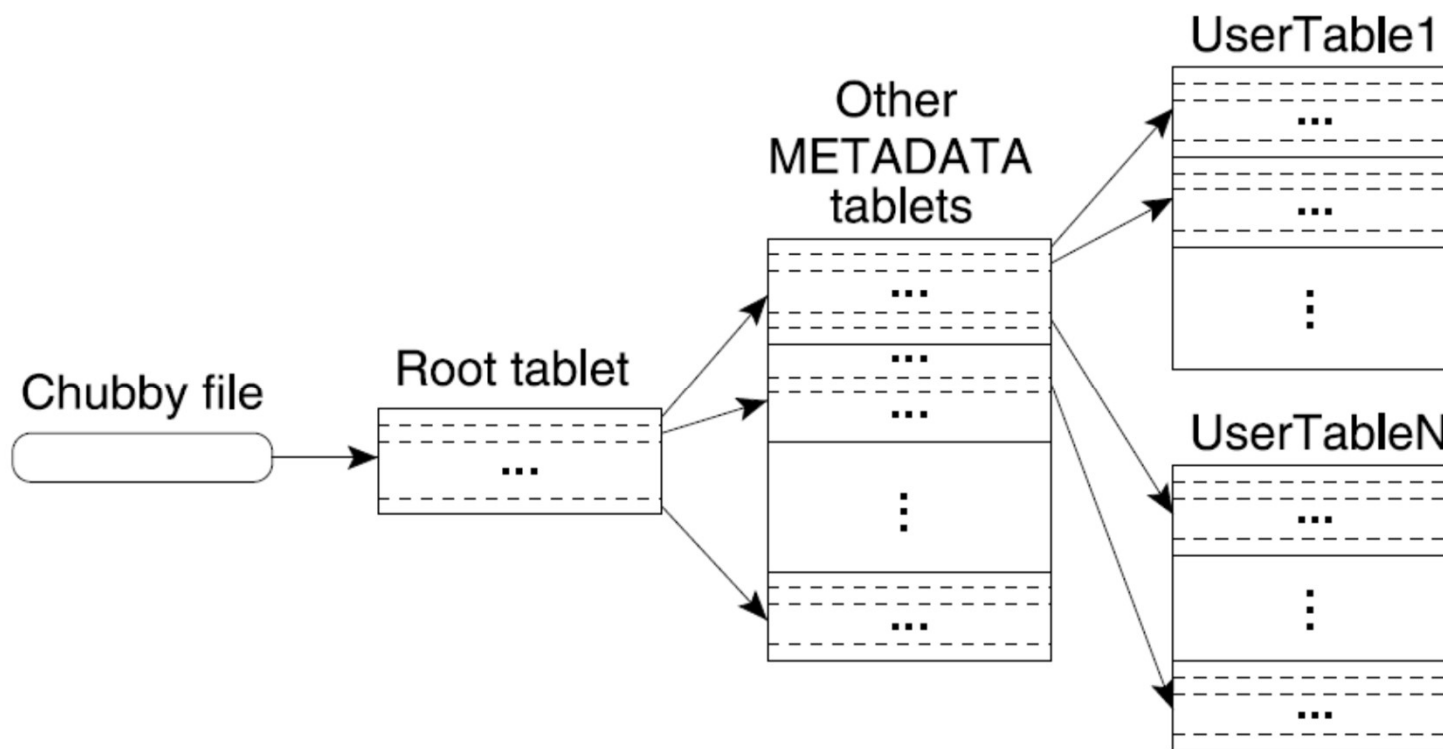 UserTable1
Other
METADATA
tablets
Root tablet
Chubby file
UserTableN